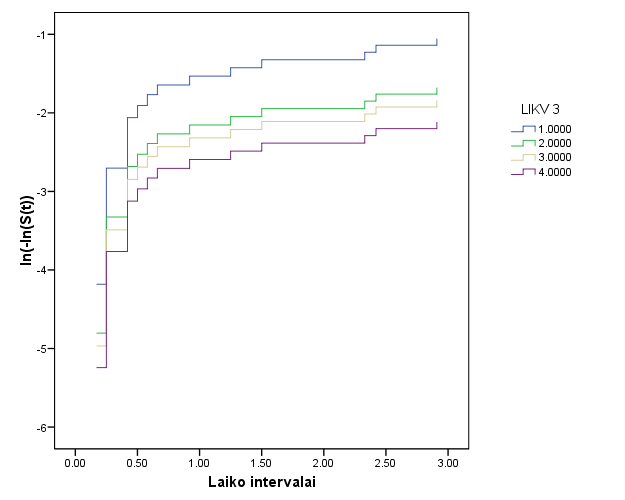 -1
-2
-3
-4
-5
-6
ln(-ln(S(t))
0.00 0.50 1.00 1.50 2.00 2.50 3.00
Laiko intervalai
LIKV 3
1.0000
2.0000
3.0000
4.0000